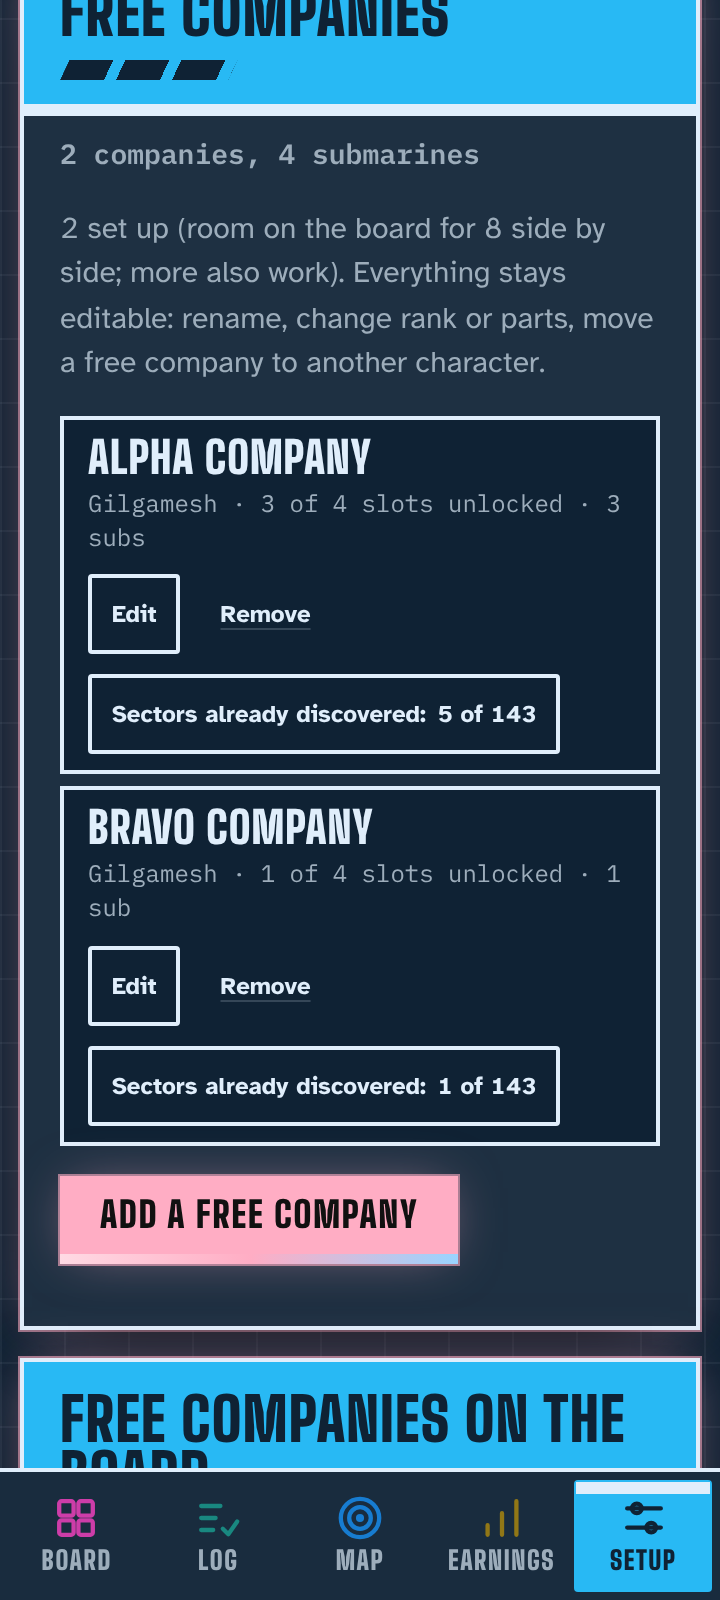 FREE COMPANIES
2 companies, 4 submarines
2 set up (room on the board for 8 side by
side; more also work). Everything stays
editable: rename, change rank or parts, move
a free company to another character.
ALPHA COMPANY
Gilgamesh · 3 of 4 slots unlocked · 3
subs
Edit Remove
Sectors already discovered: 5 of 143
BRAVO COMPANY
Gilgamesh · 1 of 4 slots unlocked · 1
sub
Edit Remove
Sectors already discovered: 1 of 143
ADD A FREE COMPANY
FREE COMPANIES ON THE
BOARD
BOARD LOG MAP EARNINGS SETUP